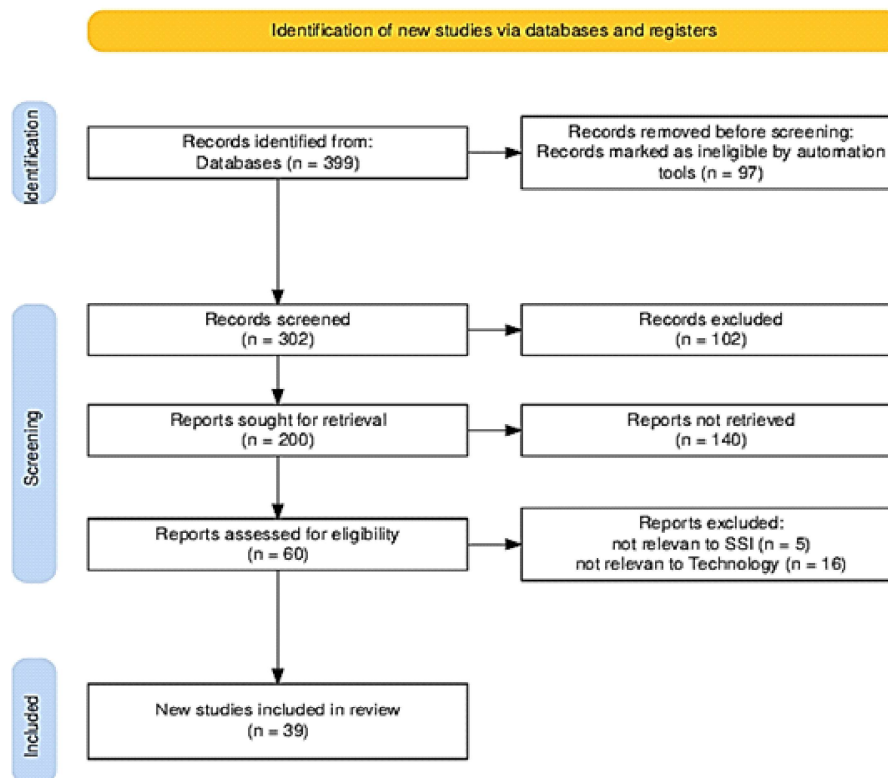 Identification of new studies via databases and registers
Identification
Records identified from:
Databases (n = 399)
Records removed before screening:
Records marked as ineligible by automation
tools (n = 97)
Screening
Records screened
(n = 302)
Records excluded
(n = 102)
Reports sought for retrieval
(n = 200)
Reports not retrieved
(n = 140)
Reports assessed for eligibility
(n = 60)
Reports excluded:
not relevan to SSI (n = 5)
not relevan to Technology (n = 16)
Included
New studies included in review
(n = 39)